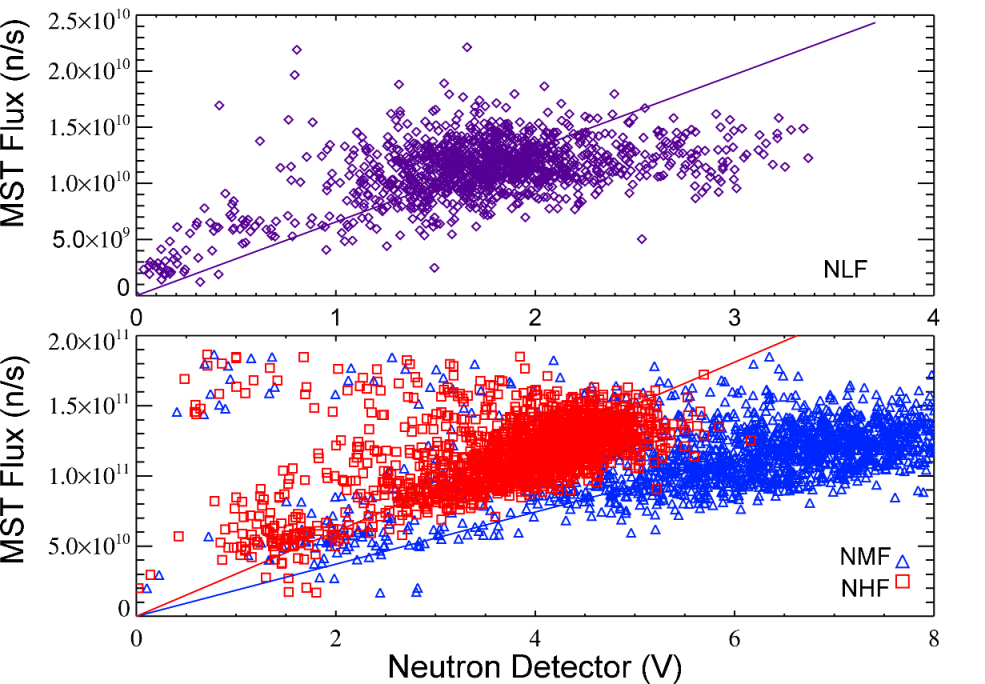 MST Flux (n/s)
2.5×10¹⁰
2.0×10¹⁰
1.5×10¹⁰
1.0×10¹⁰
5.0×10⁹
0
NLF
0 1 2 3 4
MST Flux (n/s)
2.0×10¹¹
1.5×10¹¹
1.0×10¹¹
5.0×10¹⁰
0
NMF
NHF
0 2 4 6 8
Neutron Detector (V)